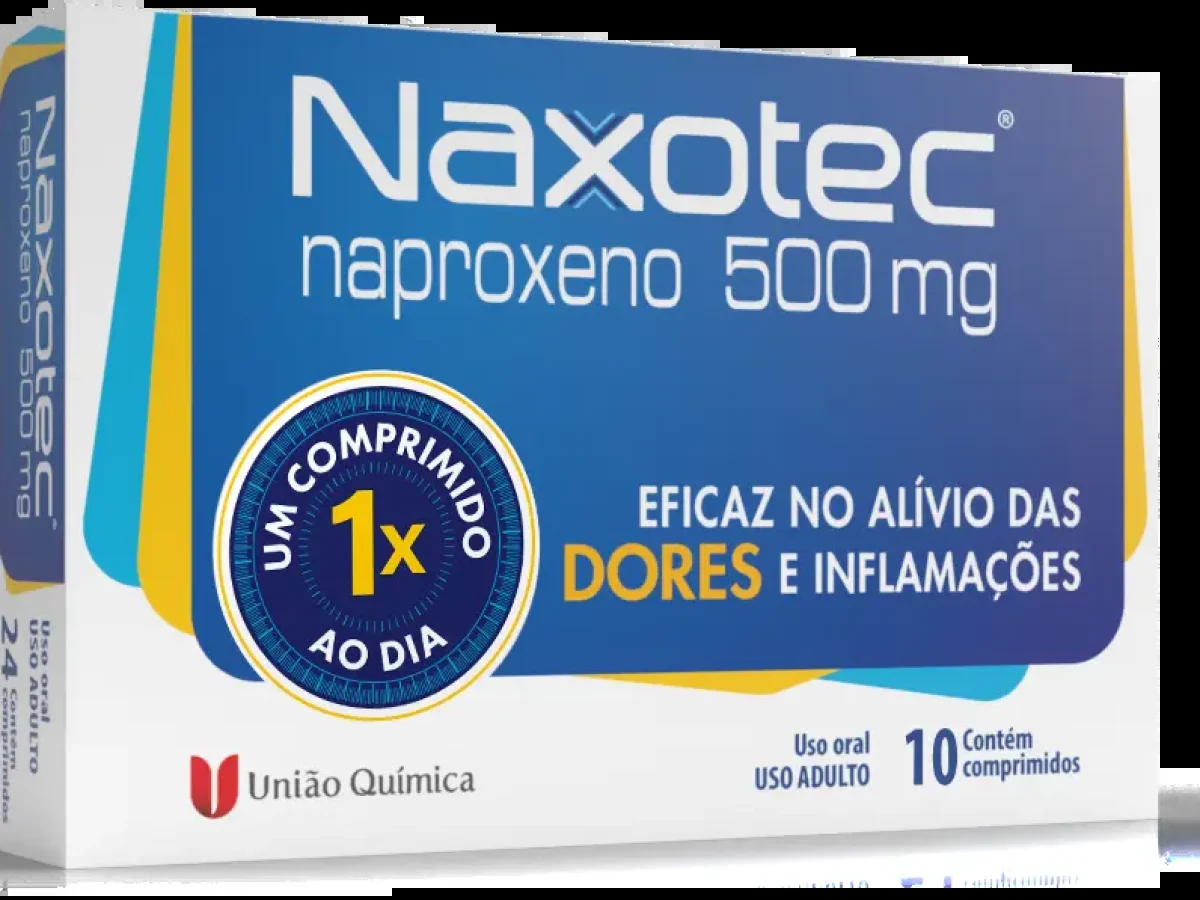 Naxotec®
naproxeno 500 mg
UM COMPRIMIDO
1x
AO DIA
EFICAZ NO ALÍVIO DAS
DORES E INFLAMAÇÕES
União Química
Uso oral
USO ADULTO
10 Contém
comprimidos
Naxotec®
naproxeno 500 mg
Uso oral
USO ADULTO
24 Contém
comprimidos